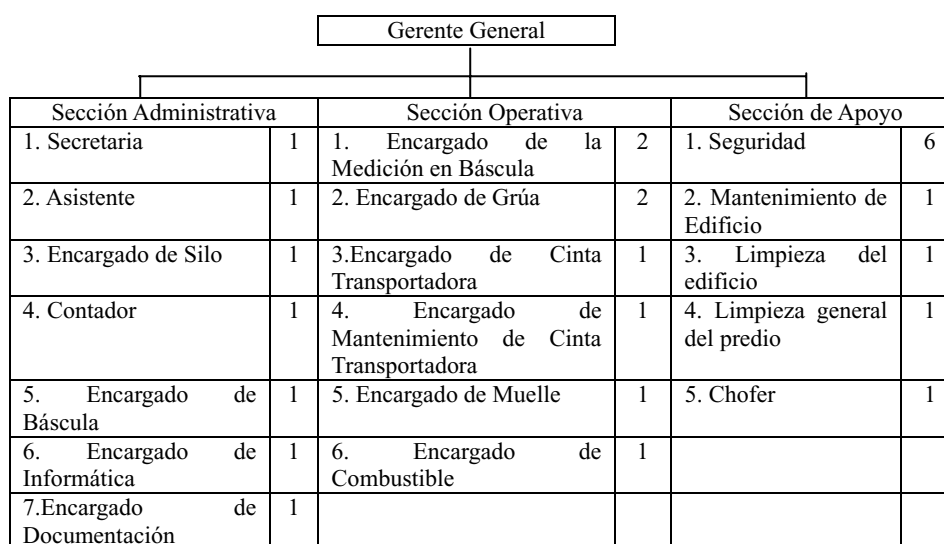 Gerente General
Sección Administrativa Sección Operativa Sección de Apoyo
1. Secretaria 1 1. Encargado de la 2 1. Seguridad 6
Medición en Báscula
2. Asistente 1 2. Encargado de Grúa 2 2. Mantenimiento de 1
Edificio
3. Encargado de Silo 1 3.Encargado de Cinta 1 3. Limpieza del 1
Transportadora edificio
4. Contador 1 4. Encargado de 1 4. Limpieza general 1
Mantenimiento de Cinta del predio
Transportadora
5. Encargado de 1 5. Encargado de Muelle 1 5. Chofer 1
Báscula
6. Encargado de 1 6. Encargado de 1
Informática Combustible
7.Encargado de 1
Documentación